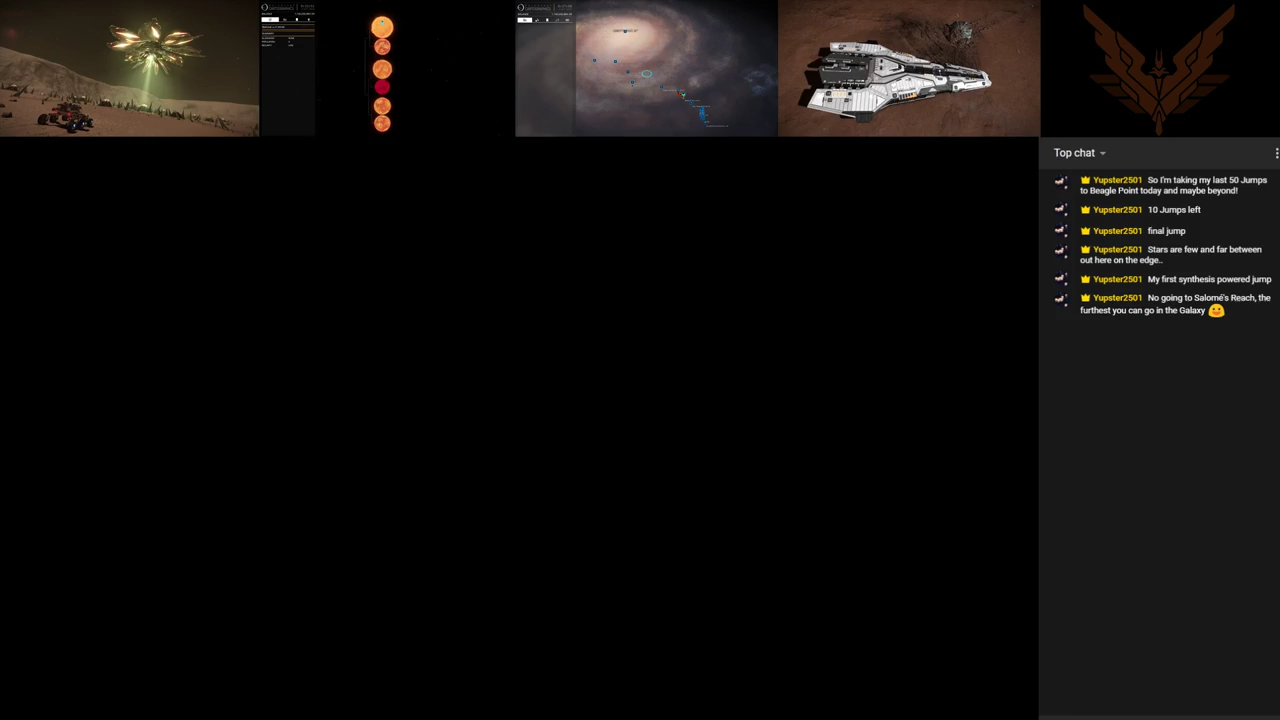 CARTOGRAPHICS
CARTOGRAPHICS
Top chat
Yupster2501 So I'm taking my last 50 Jumps
to Beagle Point today and maybe beyond!
Yupster2501 10 Jumps left
Yupster2501 final jump
Yupster2501 Stars are few and far between
out here on the edge..
Yupster2501 My first synthesis powered jump
Yupster2501 No going to Salomé's Reach, the
furthest you can go in the Galaxy